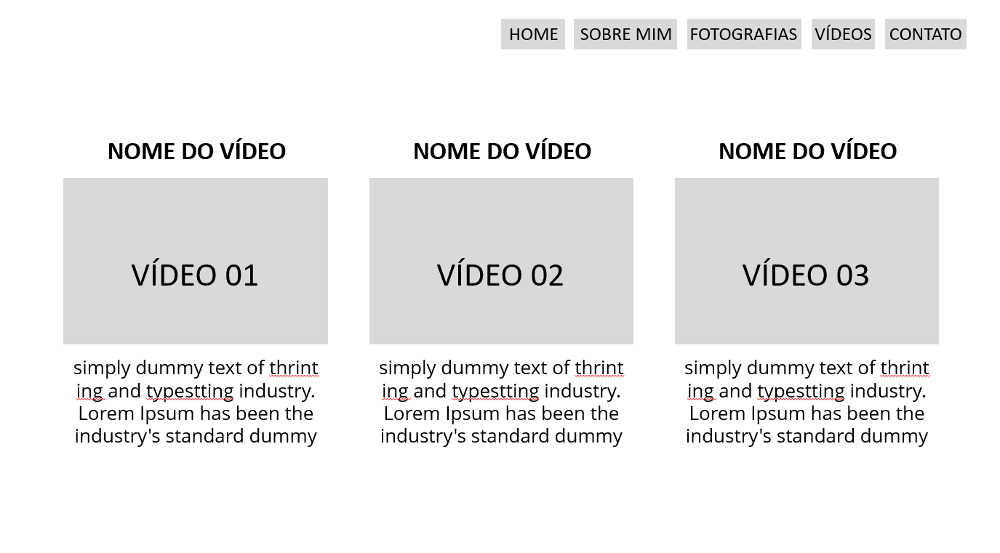 HOME SOBRE MIM FOTOGRAFIAS VÍDEOS CONTATO
NOME DO VÍDEO
VÍDEO 01
simply dummy text of thrint
ing and typestting industry.
Lorem Ipsum has been the
industry's standard dummy
NOME DO VÍDEO
VÍDEO 02
simply dummy text of thrint
ing and typestting industry.
Lorem Ipsum has been the
industry's standard dummy
NOME DO VÍDEO
VÍDEO 03
simply dummy text of thrint
ing and typestting industry.
Lorem Ipsum has been the
industry's standard dummy